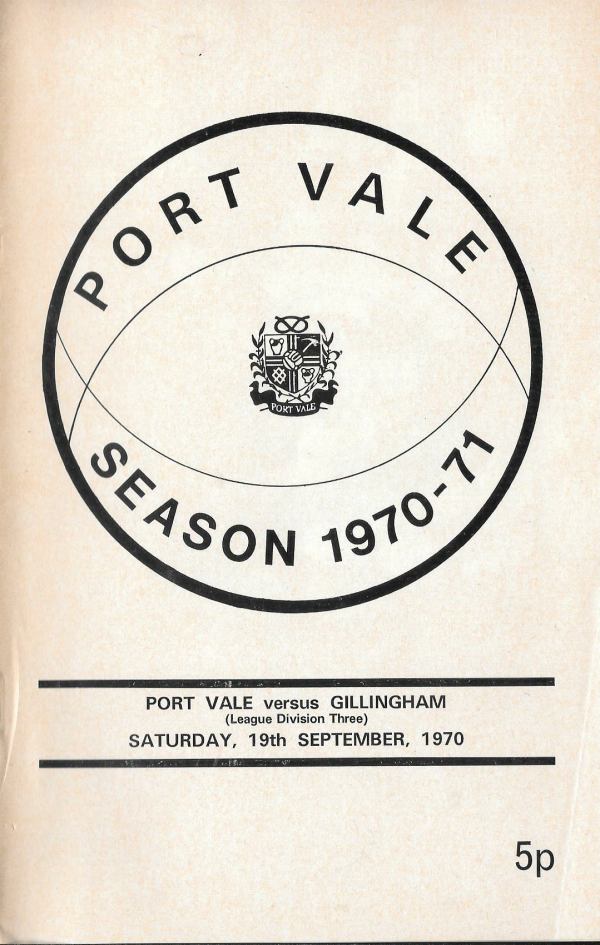 PORT VALE
PORT VALE
SEASON 1970-71
PORT VALE versus GILLINGHAM
(League Division Three)
SATURDAY, 19th SEPTEMBER, 1970
5p